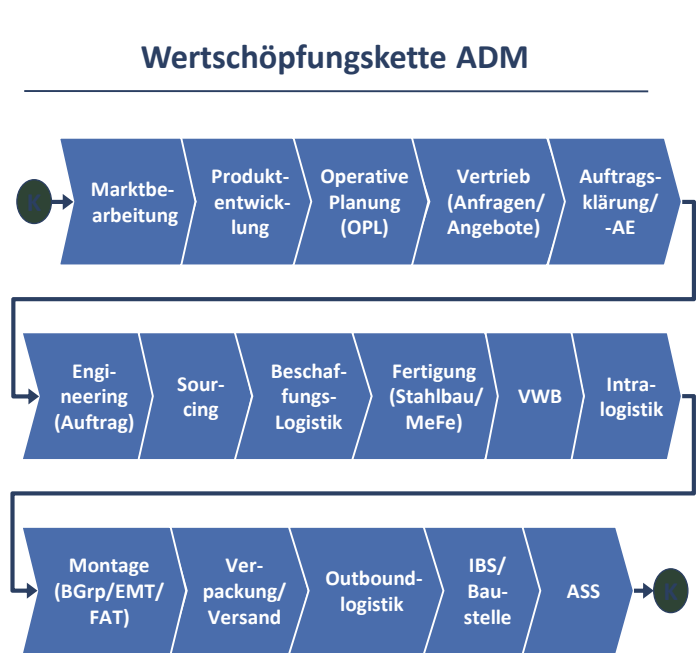 Wertschöpfungskette ADM
K
Marktbe-
arbeitung
Produkt-
entwick-
lung
Operative
Planung
(OPL)
Vertrieb
(Anfragen/
Angebote)
Auftrags-
klärung/
-AE
Engi-
neering
(Auftrag)
Sour-
cing
Beschaf-
fungs-
Logistik
Fertigung
(Stahlbau/
MeFe)
VWB
Intra-
logistik
Montage
(BGrp/EMT/
FAT)
Ver-
packung/
Versand
Outbound-
logistik
IBS/
Bau-
stelle
ASS
K